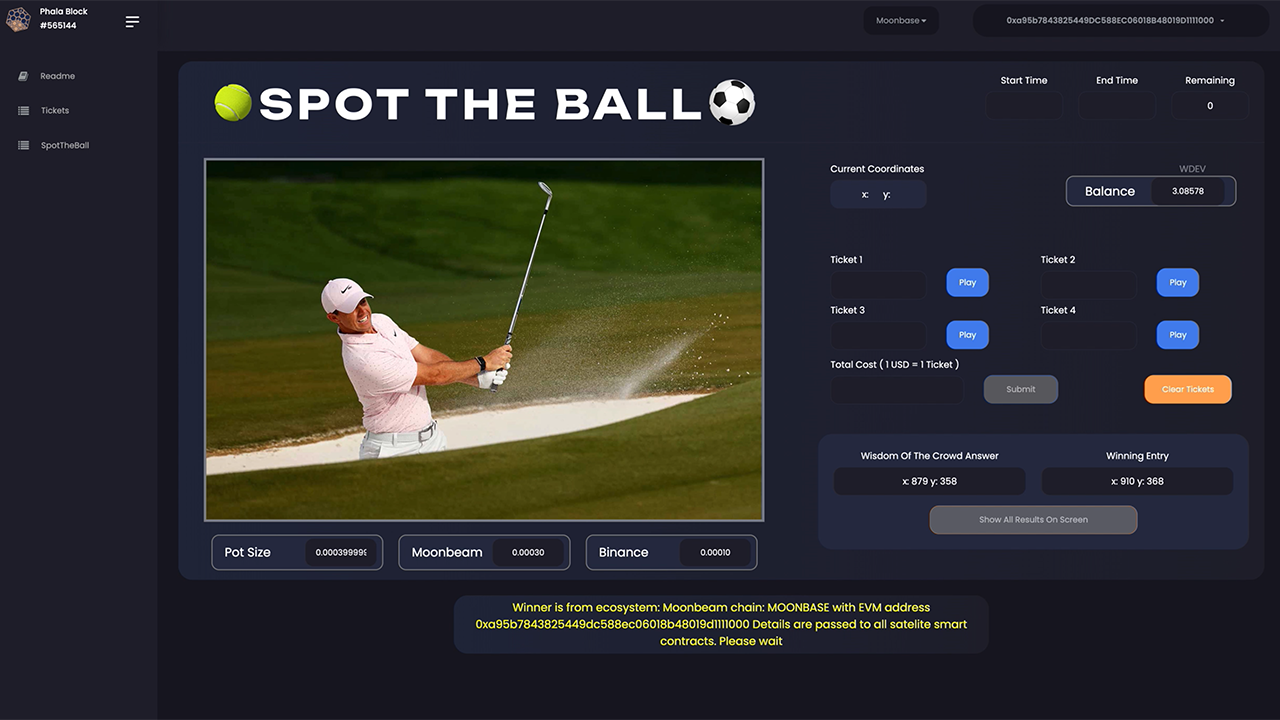 Phala Block
#565144
Moonbase
0xa95b7843825449DC588EC06018B48019D1111000
Readme
Tickets
SpotTheBall
SPOT THE BALL
Start Time
End Time
Remaining
0
Current Coordinates
x: y:
WDEV
Balance
3.08578
Ticket 1
Play
Ticket 2
Play
Ticket 3
Play
Ticket 4
Play
Total Cost ( 1 USD = 1 Ticket )
Submit
Clear Tickets
Wisdom Of The Crowd Answer
x: 879 y: 358
Winning Entry
x: 910 y: 368
Show All Results On Screen
Pot Size
0.000399999
Moonbeam
0.00030
Binance
0.00010
Winner is from ecosystem: Moonbeam chain: MOONBASE with EVM address
0xa95b7843825449dc588ec06018b48019d1111000 Details are passed to all satelite smart
contracts. Please wait